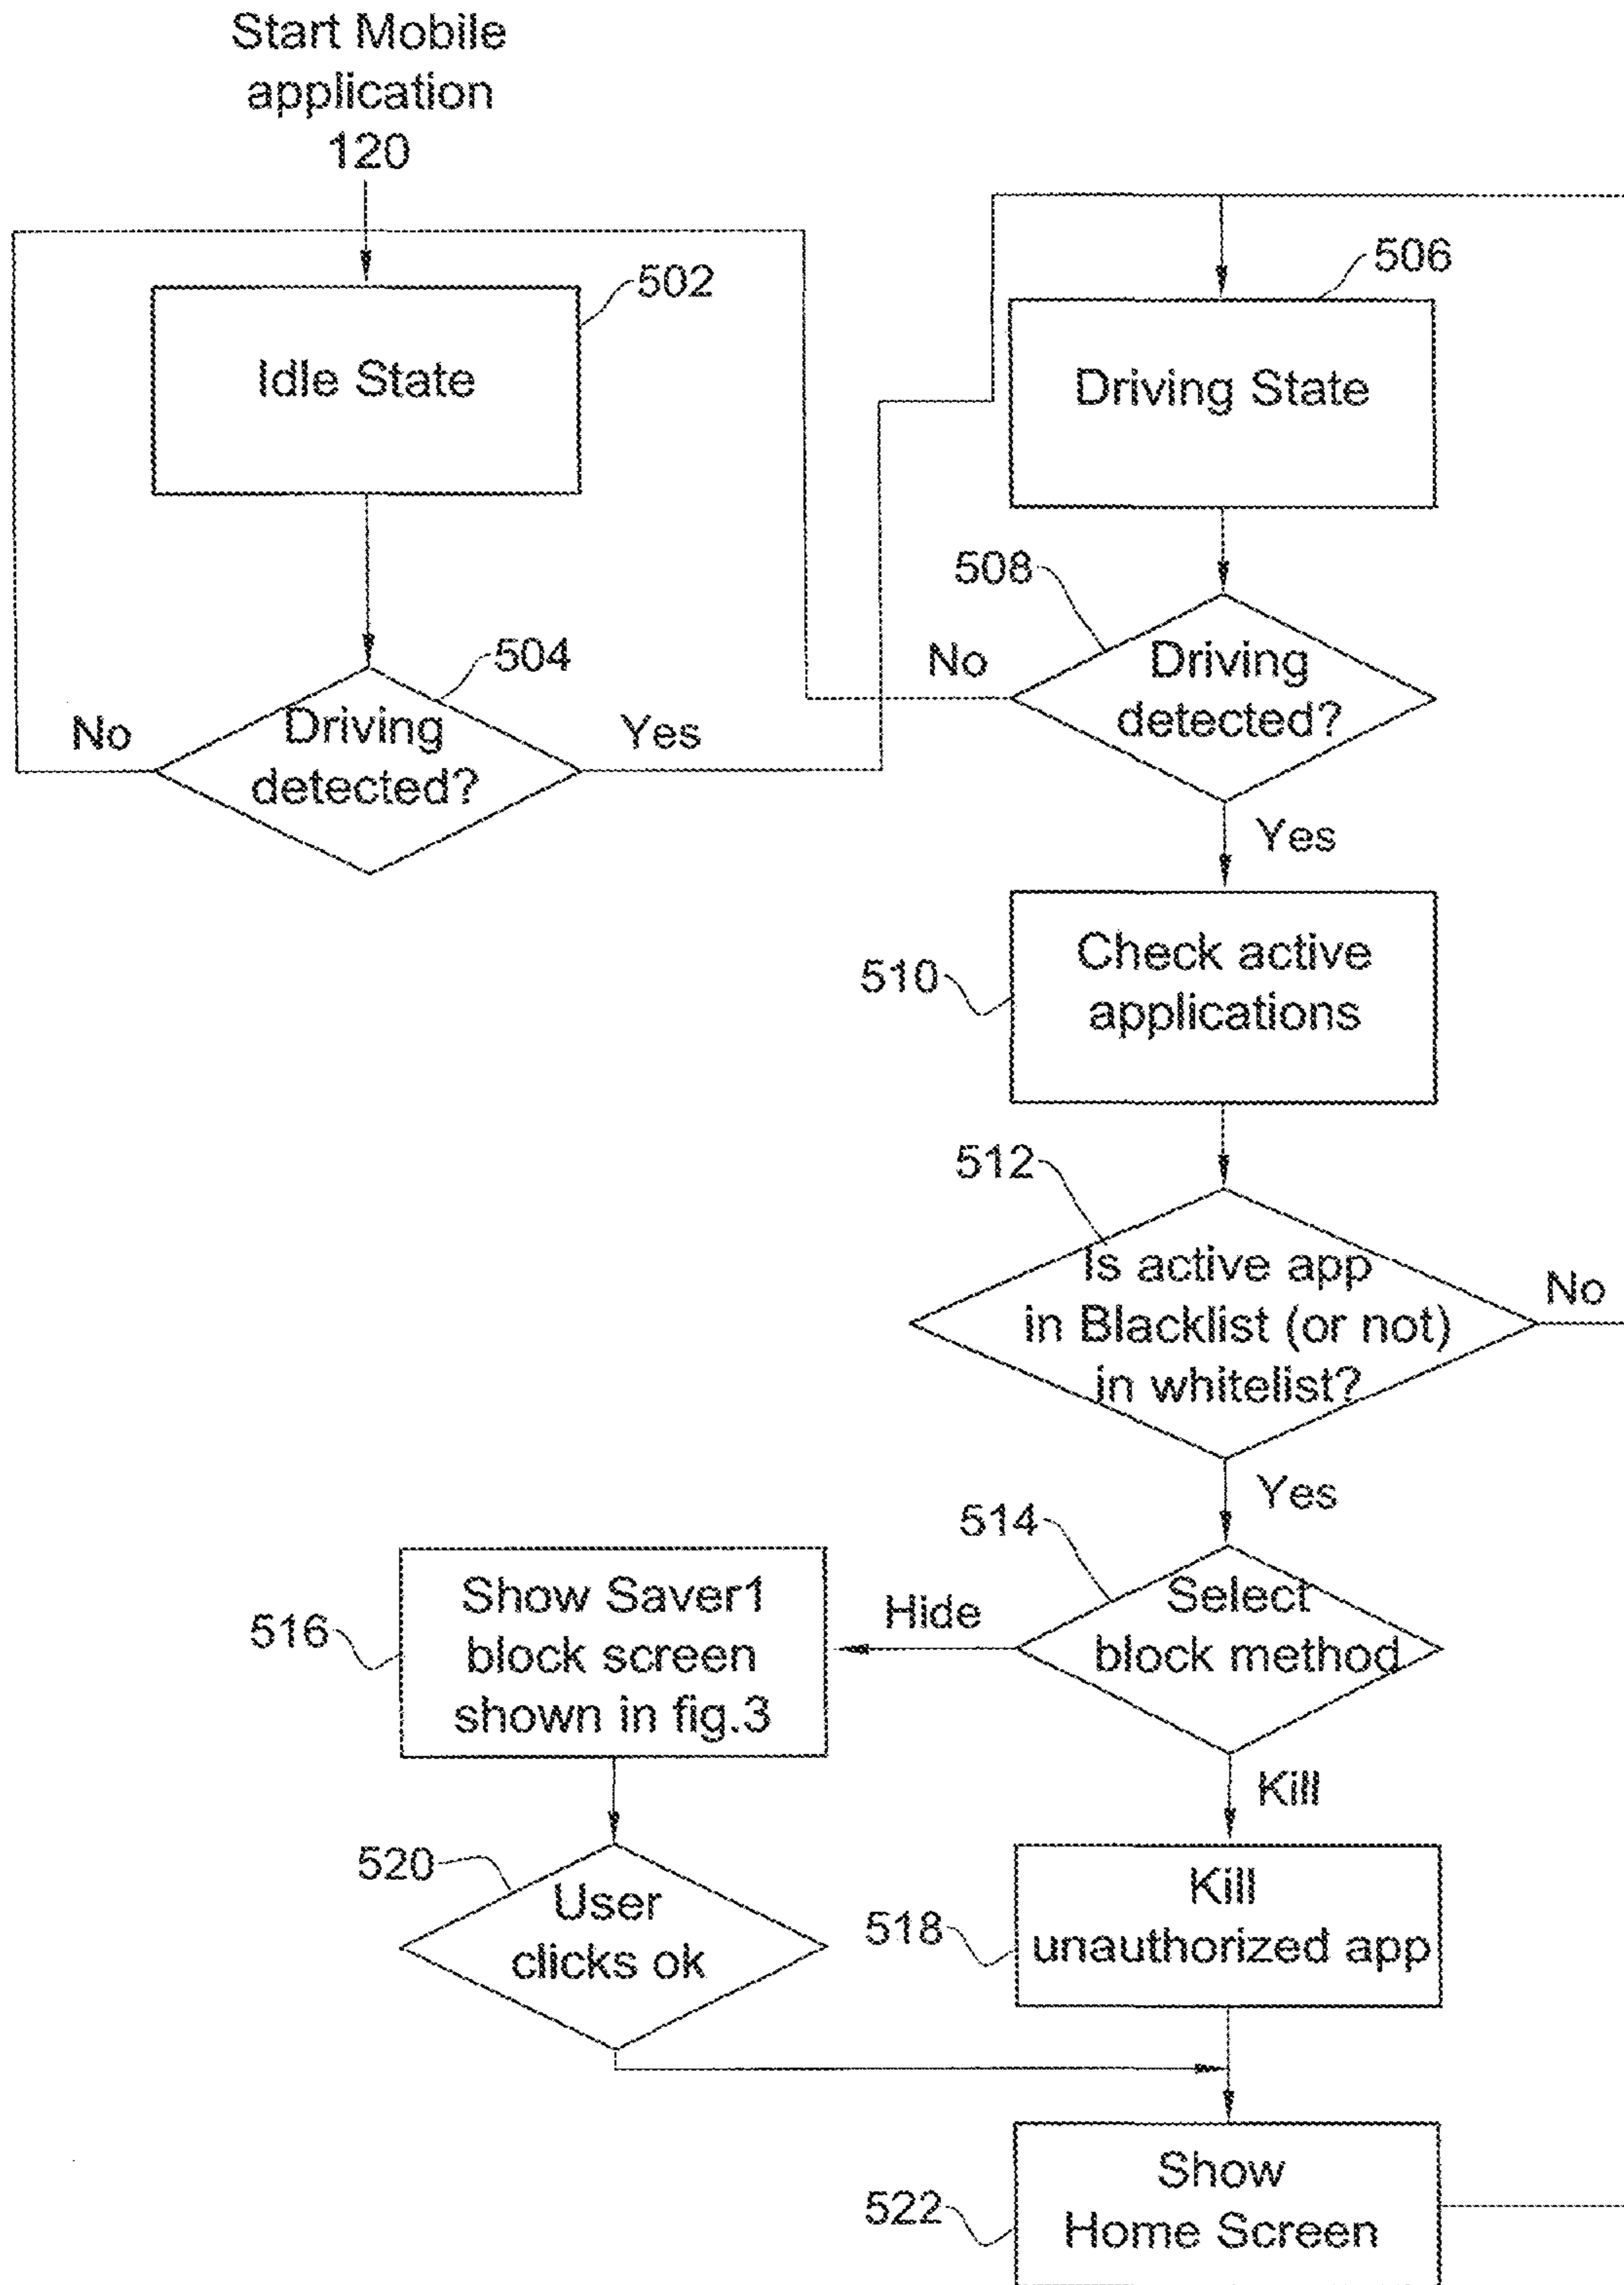 Start Mobile
application
120
502
Idle State
504
Driving
detected?
No
Yes
506
Driving State
508
Driving
detected?
No
Yes
510
Check active
applications
512
Is active app
in Blacklist (or not)
in whitelist?
No
Yes
514
Select
block method
Hide
Kill
516
Show Saver1
block screen
shown in fig.3
520
User
clicks ok
518
Kill
unauthorized app
522
Show
Home Screen